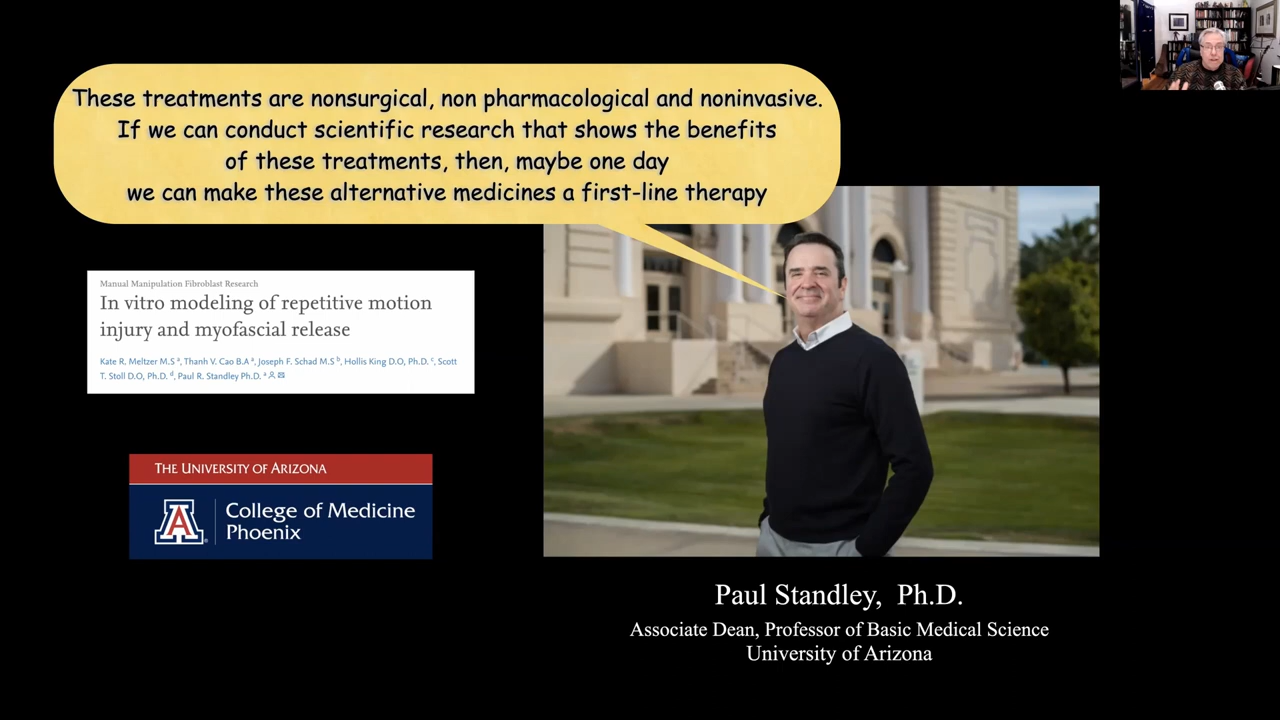 These treatments are nonsurgical, non pharmacological and noninvasive.
If we can conduct scientific research that shows the benefits
of these treatments, then, maybe one day
we can make these alternative medicines a first-line therapy
Manual Manipulation Fibroblast Research
In vitro modeling of repetitive motion
injury and myofascial release
Kate R. Meltzer M.S a, Thanh V. Cao B.A a, Joseph F. Schad M.S b, Hollis King D.O, Ph.D. c, Scott
T. Stoll D.O, Ph.D. d, Paul R. Standley Ph.D. a
THE UNIVERSITY OF ARIZONA
A
College of Medicine
Phoenix
Paul Standley, Ph.D.
Associate Dean, Professor of Basic Medical Science
University of Arizona